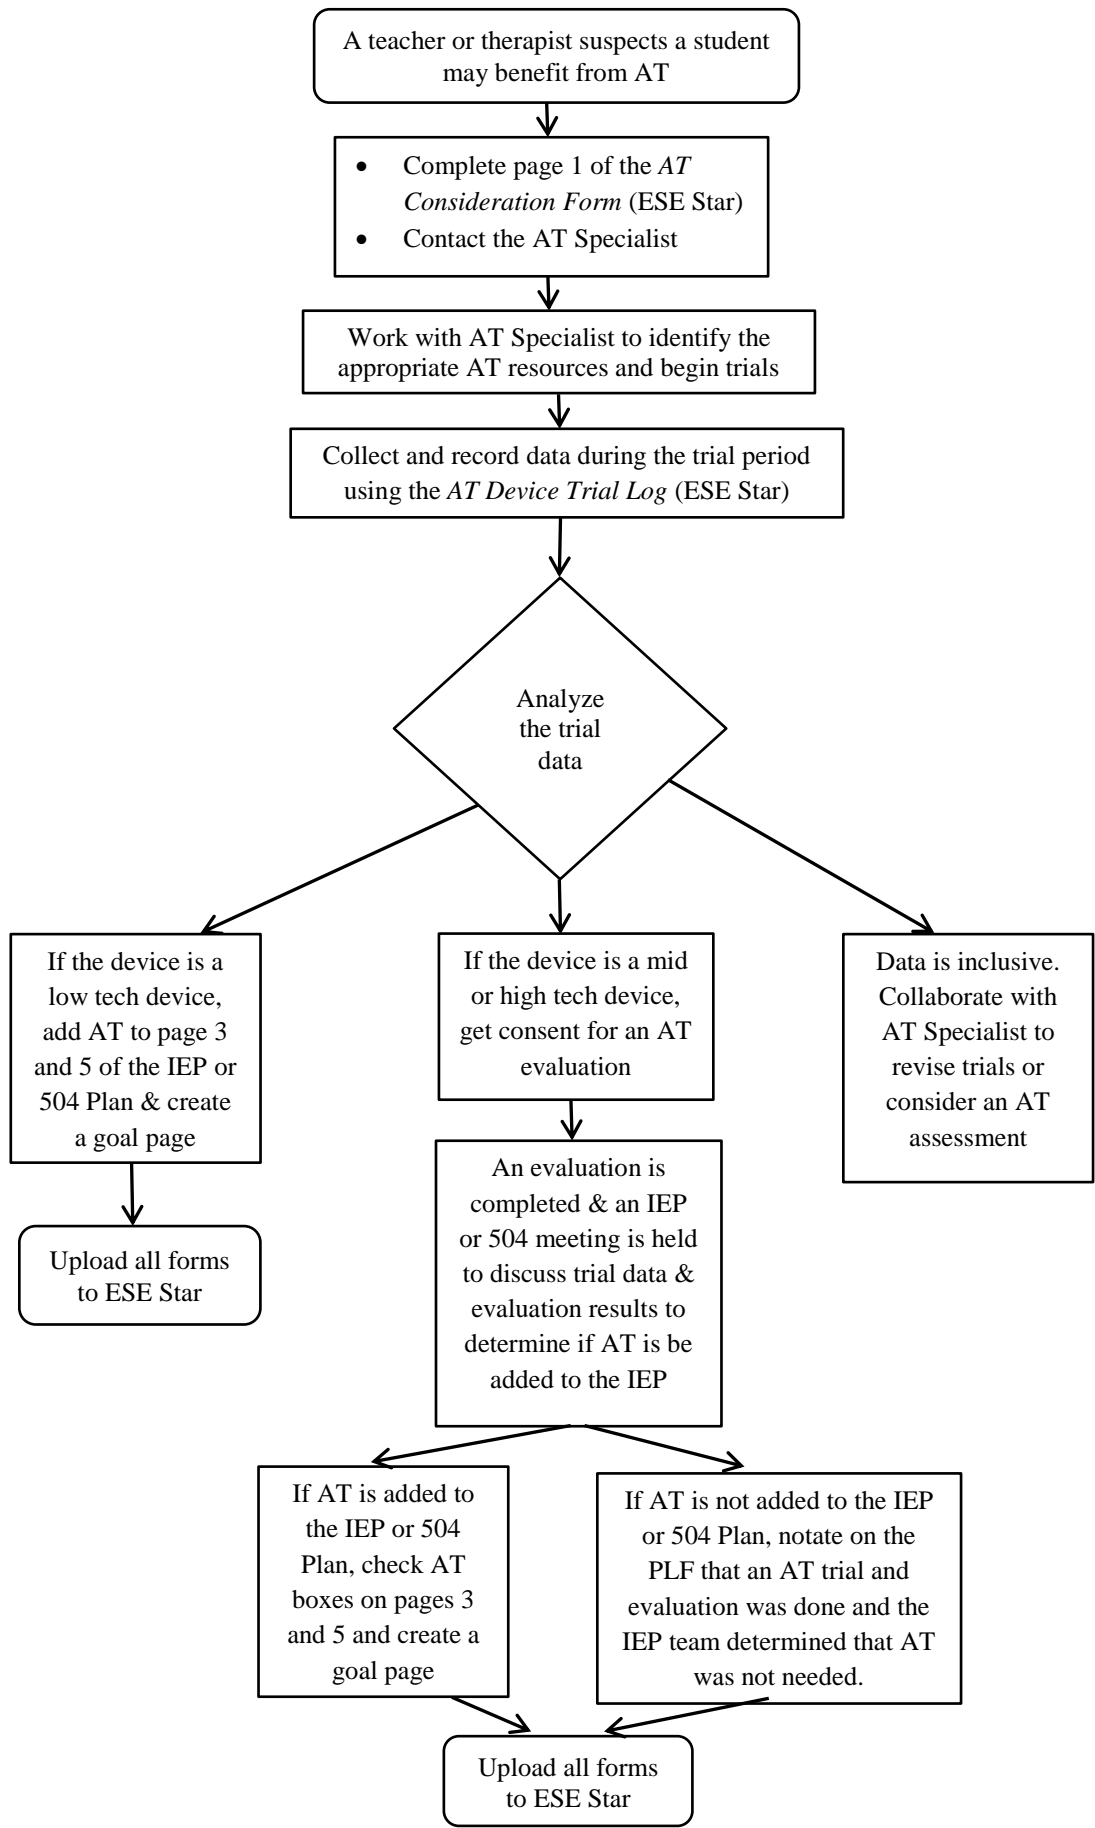 A teacher or therapist suspects a student
may benefit from AT
• Complete page 1 of the AT
Consideration Form (ESE Star)
• Contact the AT Specialist
Work with AT Specialist to identify the
appropriate AT resources and begin trials
Collect and record data during the trial period
using the AT Device Trial Log (ESE Star)
Analyze
the trial
data
If the device is a
low tech device,
add AT to page 3
and 5 of the IEP or
504 Plan & create
a goal page
Upload all forms
to ESE Star
If the device is a mid
or high tech device,
get consent for an AT
evaluation
An evaluation is
completed & an IEP
or 504 meeting is held
to discuss trial data &
evaluation results to
determine if AT is be
added to the IEP
Data is inclusive.
Collaborate with
AT Specialist to
revise trials or
consider an AT
assessment
If AT is added to
the IEP or 504
Plan, check AT
boxes on pages 3
and 5 and create a
goal page
If AT is not added to the IEP
or 504 Plan, notate on the
PLF that an AT trial and
evaluation was done and the
IEP team determined that AT
was not needed.
Upload all forms
to ESE Star